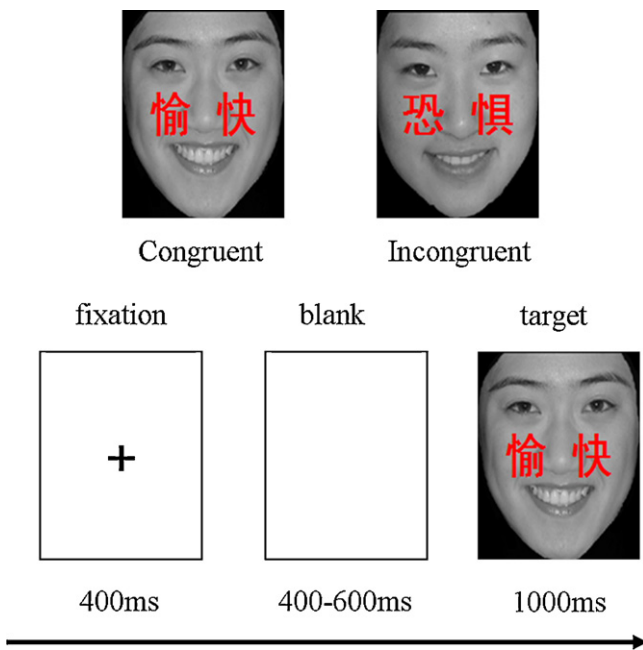 愉 快
恐 惧
Congruent
Incongruent
fixation
blank
target
+
愉 快
400ms
400-600ms
1000ms